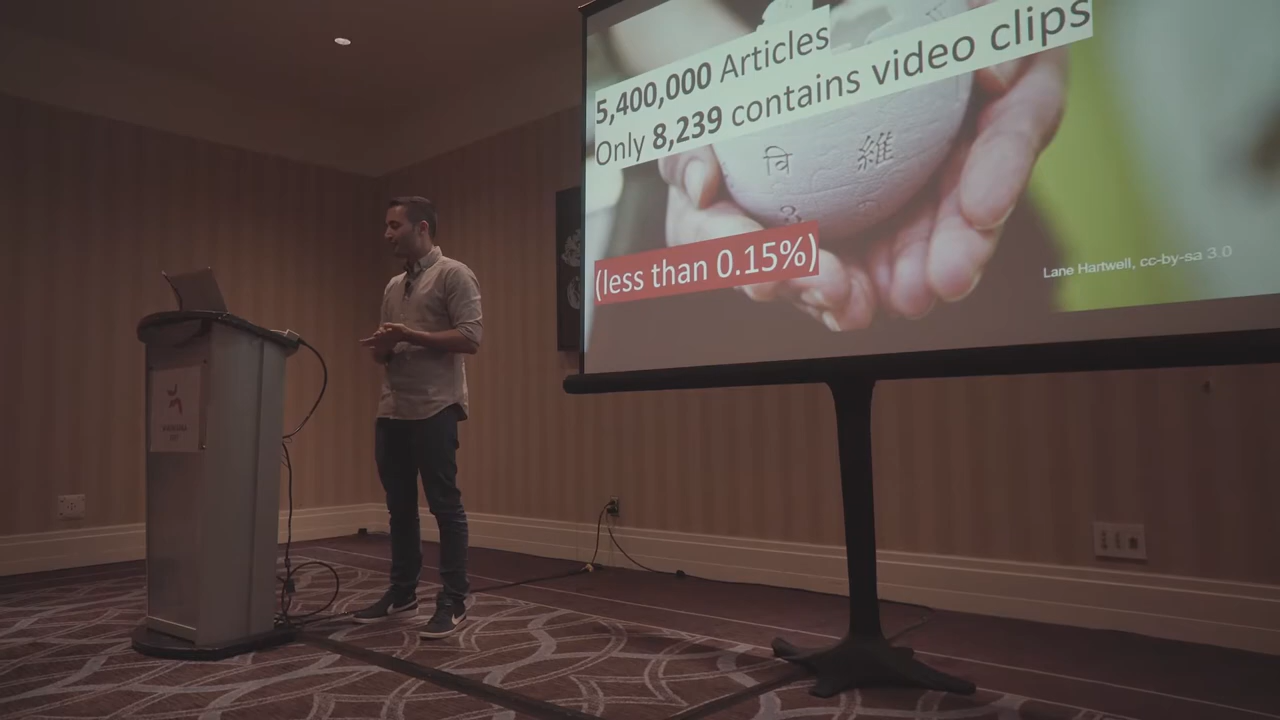 5,400,000 Articles
Only 8,239 contains video clips
वि 維
(less than 0.15%)
Lane Hartwell, cc-by-sa 3.0